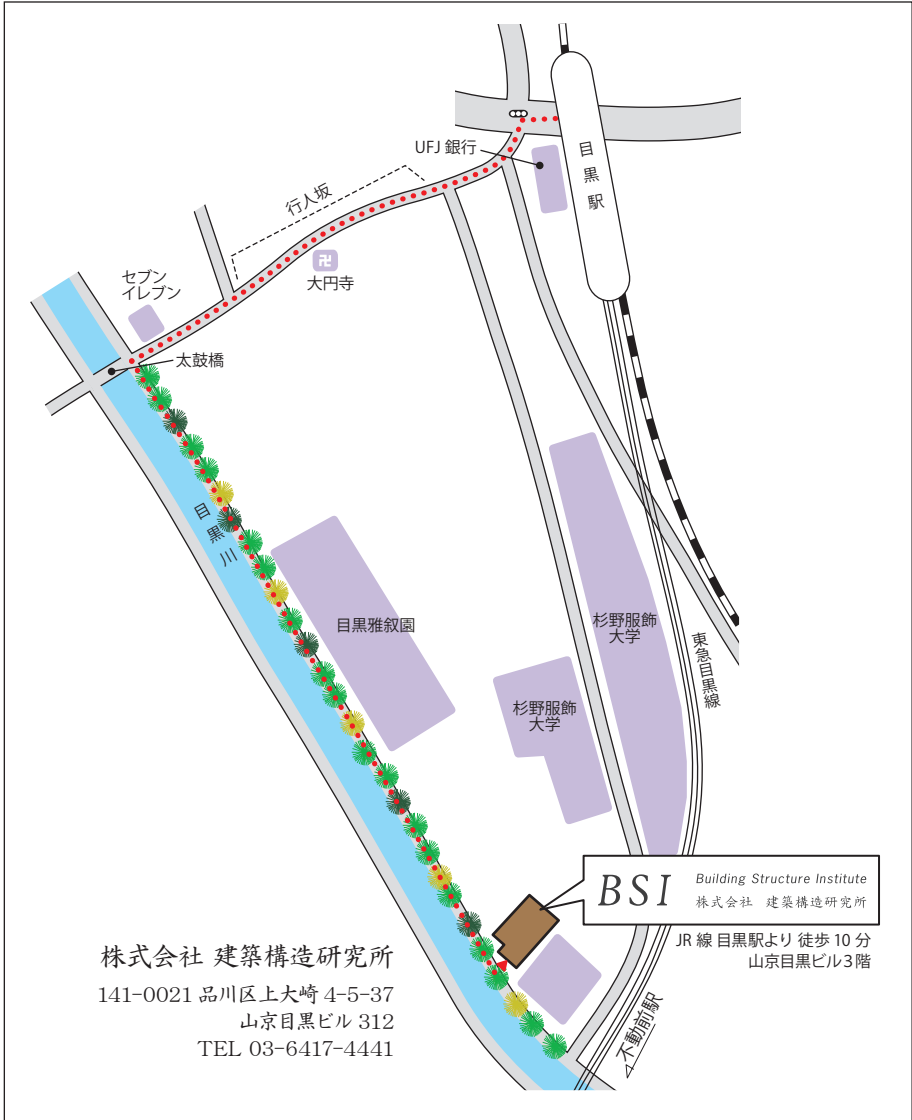 UFJ 銀行
目黒駅
行人坂
卍
大円寺
セブン
イレブン
太鼓橋
目黒川
目黒雅叙園
杉野服飾
大学
杉野服飾
大学
東急目黒線
BSI
Building Structure Institute
株式会社 建築構造研究所
JR 線 目黒駅より 徒歩 10 分
山京目黒ビル3階
株式会社 建築構造研究所
141-0021 品川区上大崎 4-5-37
山京目黒ビル 312
TEL 03-6417-4441
不動前駅